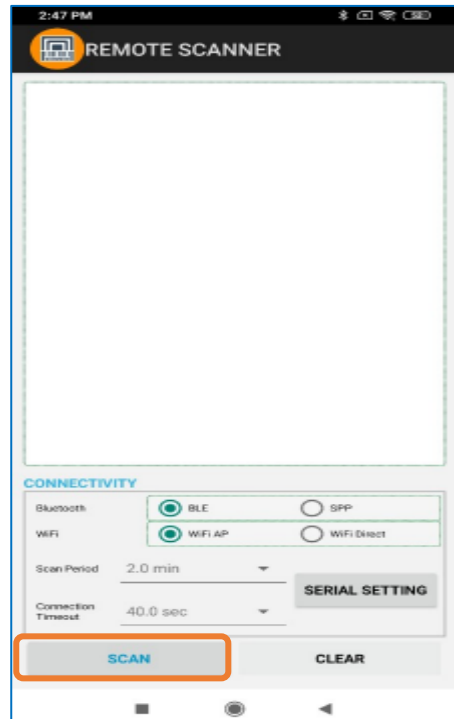 2:47 PM
REMOTE SCANNER
CONNECTIVITY
Bluetooth BLE SPP
WiFi WiFi AP WiFi Direct
Scan Period 2.0 min
SERIAL SETTING
Connection
Timeout 40.0 sec
SCAN CLEAR